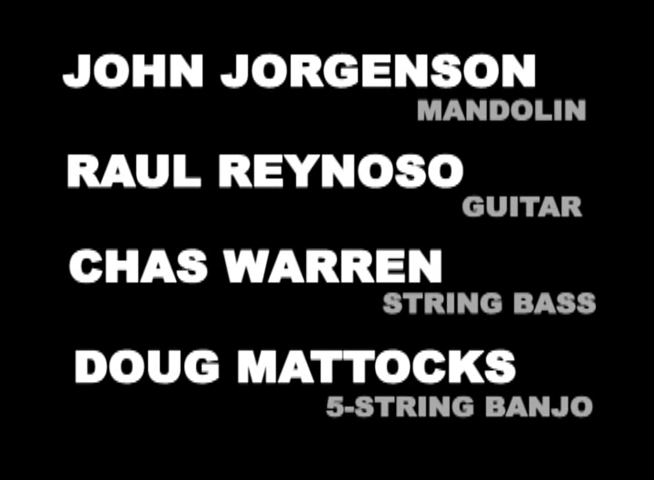 JOHN JORGENSON
MANDOLIN
RAUL REYNOSO
GUITAR
CHAS WARREN
STRING BASS
DOUG MATTOCKS
5-STRING BANJO